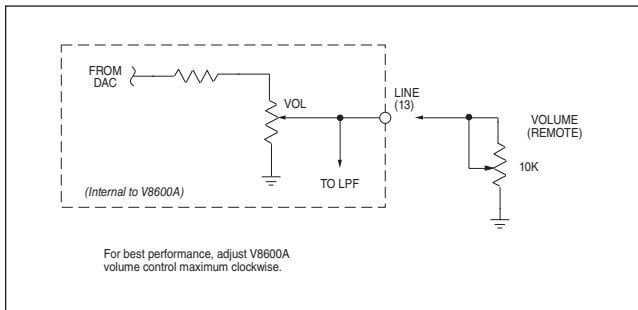 FROM
DAC
VOL
LINE
(13)
VOLUME
(REMOTE)
10K
TO LPF
(Internal to V8600A)
For best performance, adjust V8600A
volume control maximum clockwise.